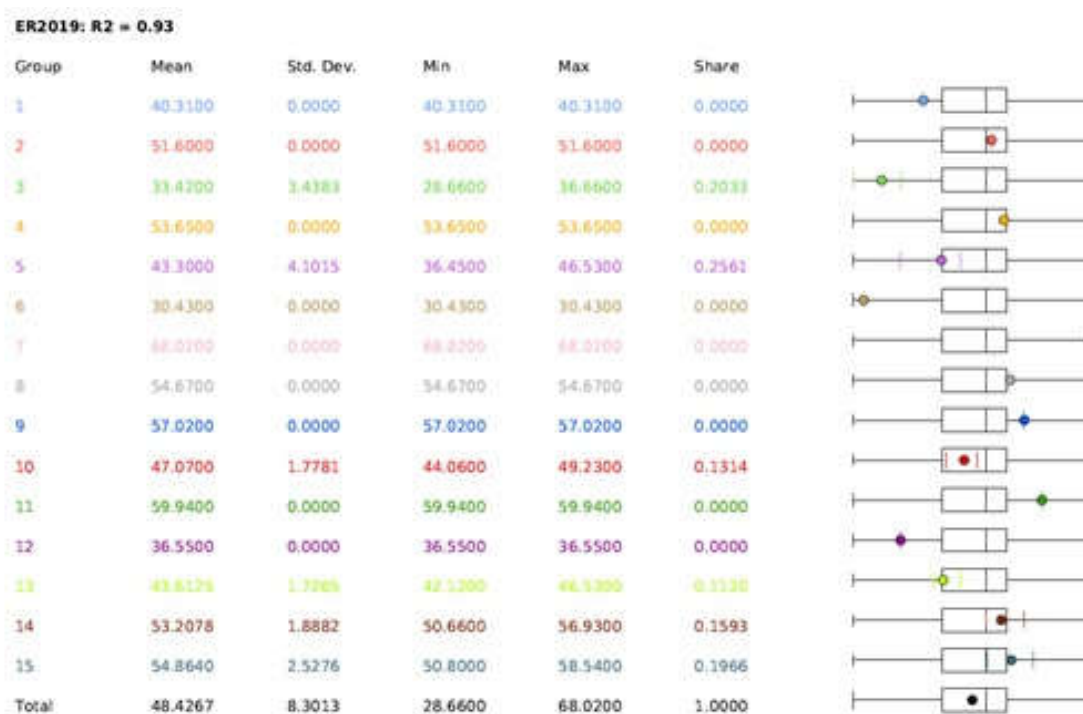 ER2019: R2 = 0.93
Group Mean Std. Dev. Min Max Share
1 40.3100 0.0000 40.3100 40.3100 0.0000
2 51.6000 0.0000 51.6000 51.6000 0.0000
3 33.4200 3.4383 28.6600 36.6600 0.2033
4 53.6500 0.0000 53.6500 53.6500 0.0000
5 43.3000 4.1015 36.4500 46.5300 0.2561
6 30.4300 0.0000 30.4300 30.4300 0.0000
7 68.0200 0.0000 68.0200 68.0200 0.0000
8 54.6700 0.0000 54.6700 54.6700 0.0000
9 57.0200 0.0000 57.0200 57.0200 0.0000
10 47.0700 1.7781 44.0600 49.2300 0.1314
11 59.9400 0.0000 59.9400 59.9400 0.0000
12 36.5500 0.0000 36.5500 36.5500 0.0000
13 43.6125 42.1200 46.5300 0.1120
14 53.2078 1.8882 50.6600 56.9300 0.1593
15 54.8640 2.5276 50.8000 58.5400 0.1966
Total 48.4267 8.3013 28.6600 68.0200 1.0000